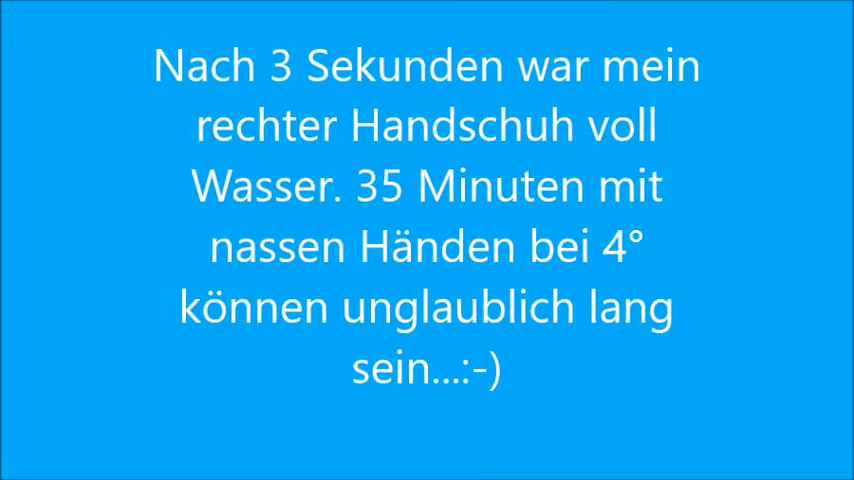 Nach 3 Sekunden war mein
rechter Handschuh voll
Wasser. 35 Minuten mit
nassen Händen bei 4°
können unglaublich lang
sein...:-)